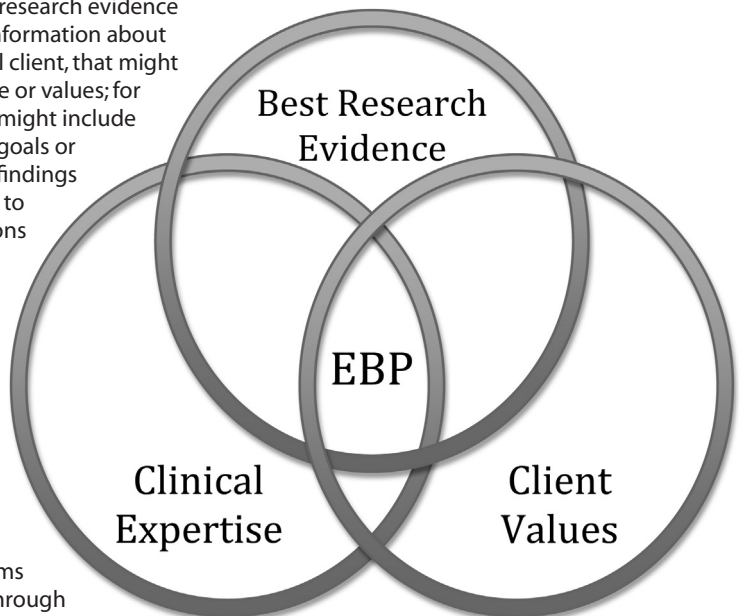 research evidence
nformation about
l client, that might
e or values; for
might include
goals or
findings
to
ons
ms
hrough
Best Research
Evidence
EBP
Clinical
Expertise
Client
Values